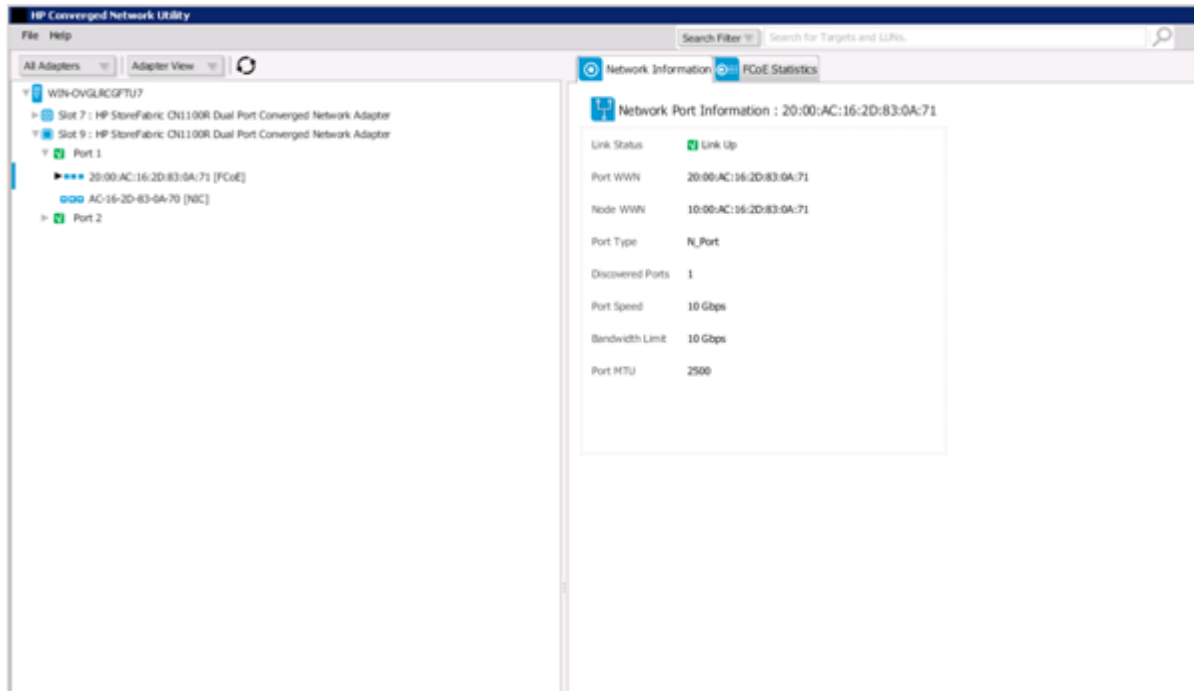 HP Converged Network Utility
File Help
Search Filter Search for Targets and LUNs.
All Adapters Adapter View
Network Information FCoE Statistics
WIN-OVGLRCGFTU7
Slot 7 : HP StoreFabric CN1100R Dual Port Converged Network Adapter
Slot 9 : HP StoreFabric CN1100R Dual Port Converged Network Adapter
Port 1
20:00:AC:16:2D:83:0A:71 [FCoE]
AC-16-2D-83-0A-70 [NIC]
Port 2
Network Port Information : 20:00:AC:16:2D:83:0A:71
Link Status Link Up
Port WWN 20:00:AC:16:2D:83:0A:71
Node WWN 10:00:AC:16:2D:83:0A:71
Port Type N_Port
Discovered Ports 1
Port Speed 10 Gbps
Bandwidth Limit 10 Gbps
Port MTU 2500